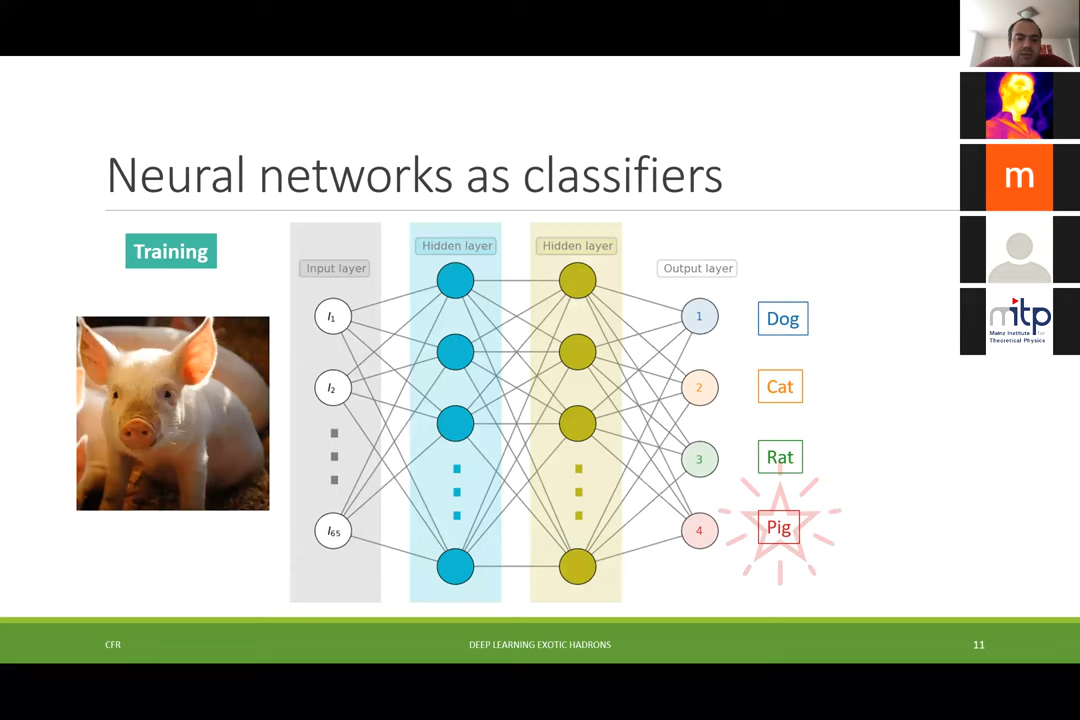 Neural networks as classifiers
Training
Input layer
Hidden layer
Hidden layer
Output layer
I1
I2
I65
1
2
3
4
Dog
Cat
Rat
Pig
CFR
DEEP LEARNING EXOTIC HADRONS
11
m
mitp
Mainz Institute for
Theoretical Physics